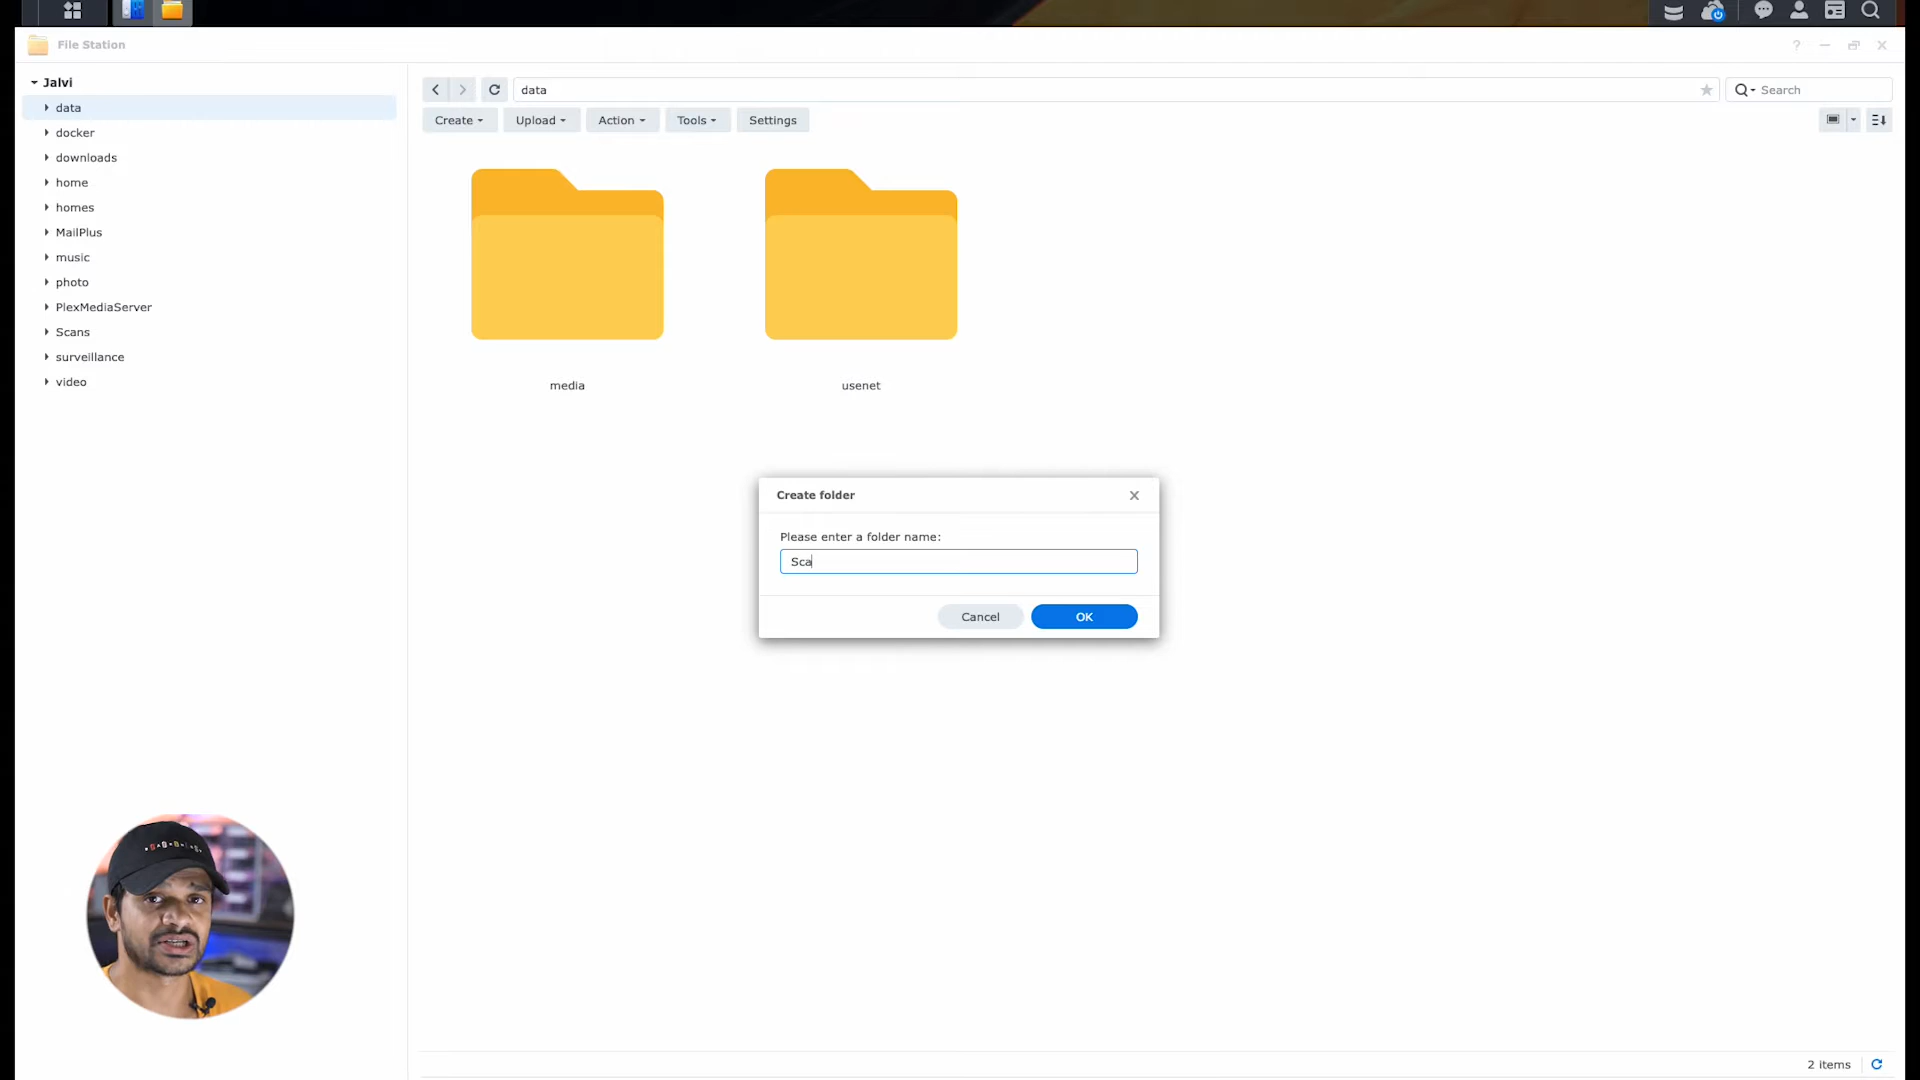 File Station
?
Jalvi
data
docker
downloads
home
homes
MailPlus
music
photo
PlexMediaServer
Scans
surveillance
video
data
Search
Create
Upload
Action
Tools
Settings
media
usenet
Create folder
Please enter a folder name:
Sca
Cancel
OK
2 items